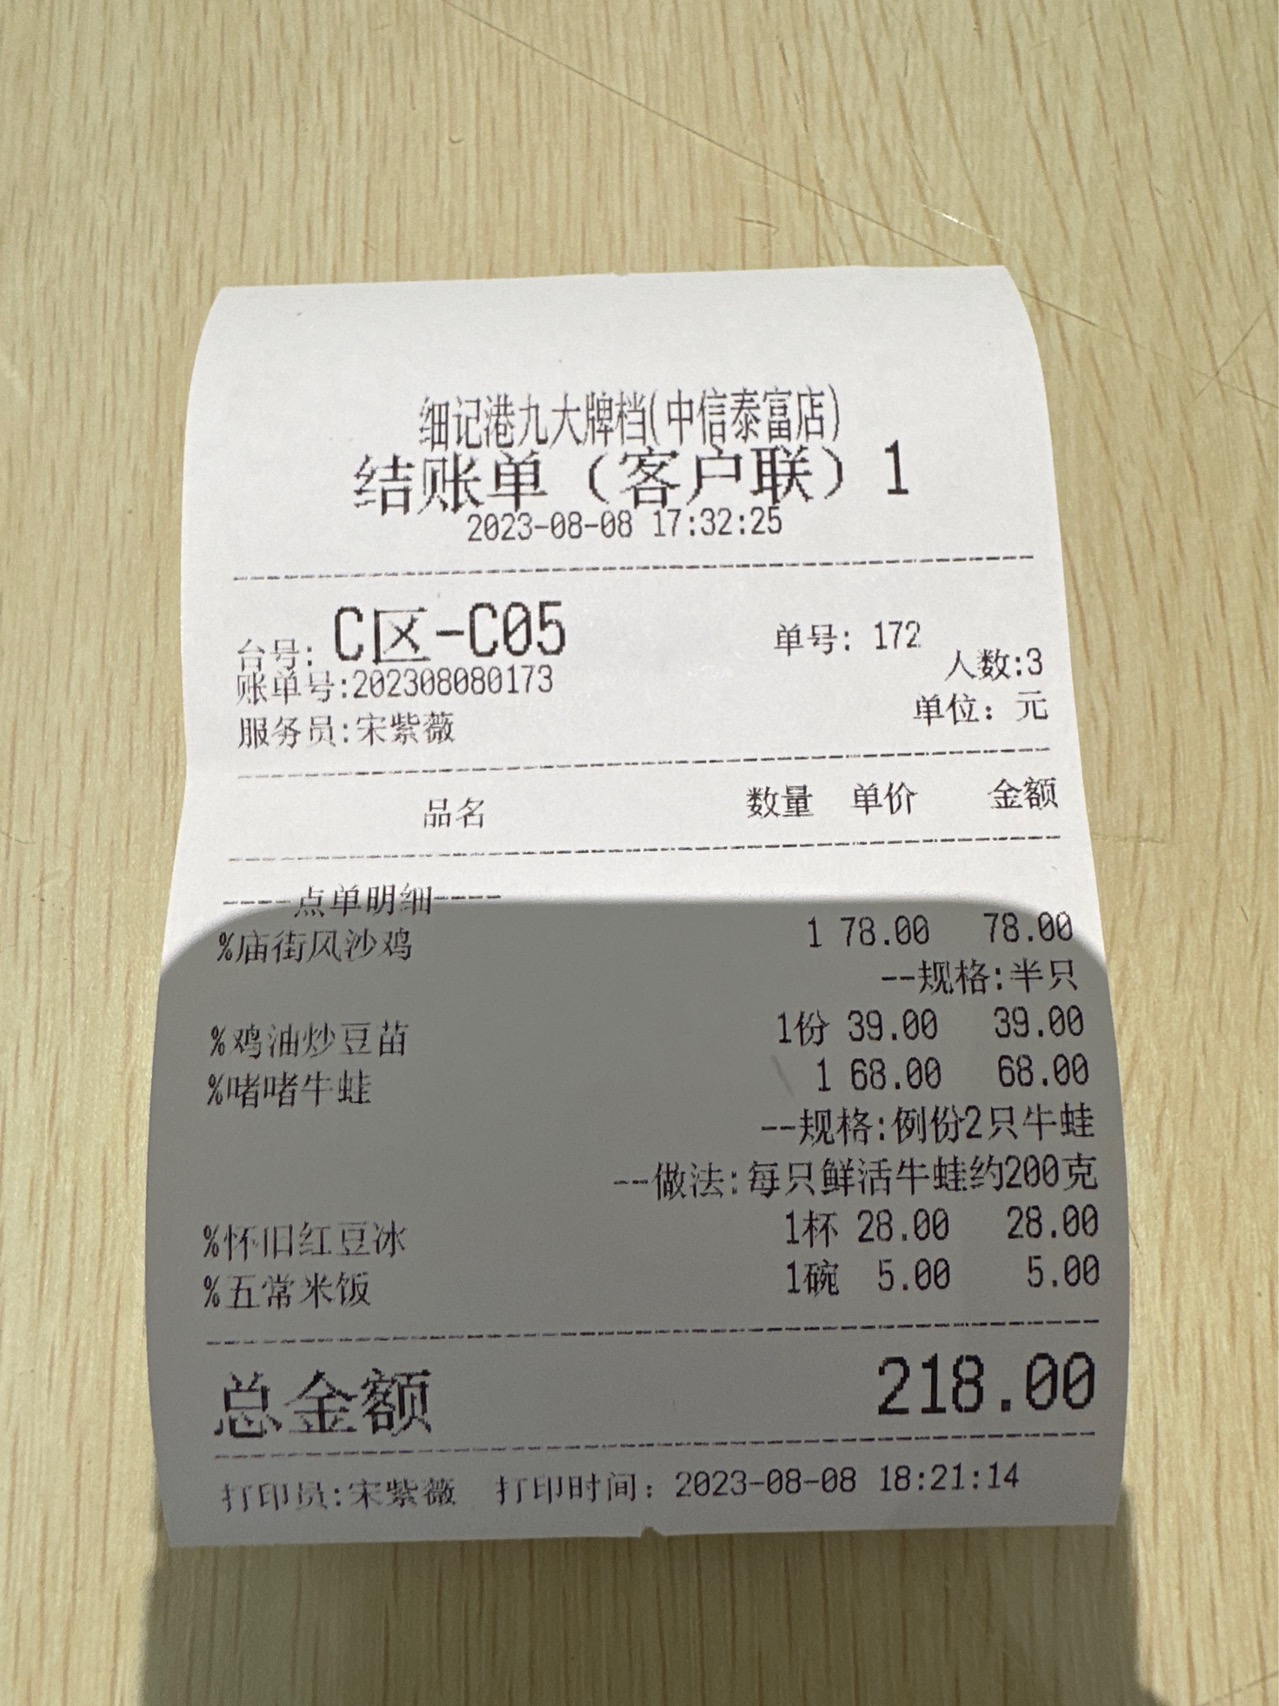 细记港九大牌档(中信泰富店)
结账单（客户联）1
2023-08-08 17:32:25
台号: C区-C05 单号: 172
人数:3
账单号:202308080173
单位: 元
服务员:宋紫薇
品名 数量 单价 金额
----点单明细----
%庙街风沙鸡 1 78.00 78.00
--规格:半只
%鸡油炒豆苗 1份 39.00 39.00
%啫啫牛蛙 1 68.00 68.00
--规格:例份2只牛蛙
--做法:每只鲜活牛蛙约200克
%怀旧红豆冰 1杯 28.00 28.00
%五常米饭 1碗 5.00 5.00
总金额 218.00
打印员:宋紫薇 打印时间: 2023-08-08 18:21:14